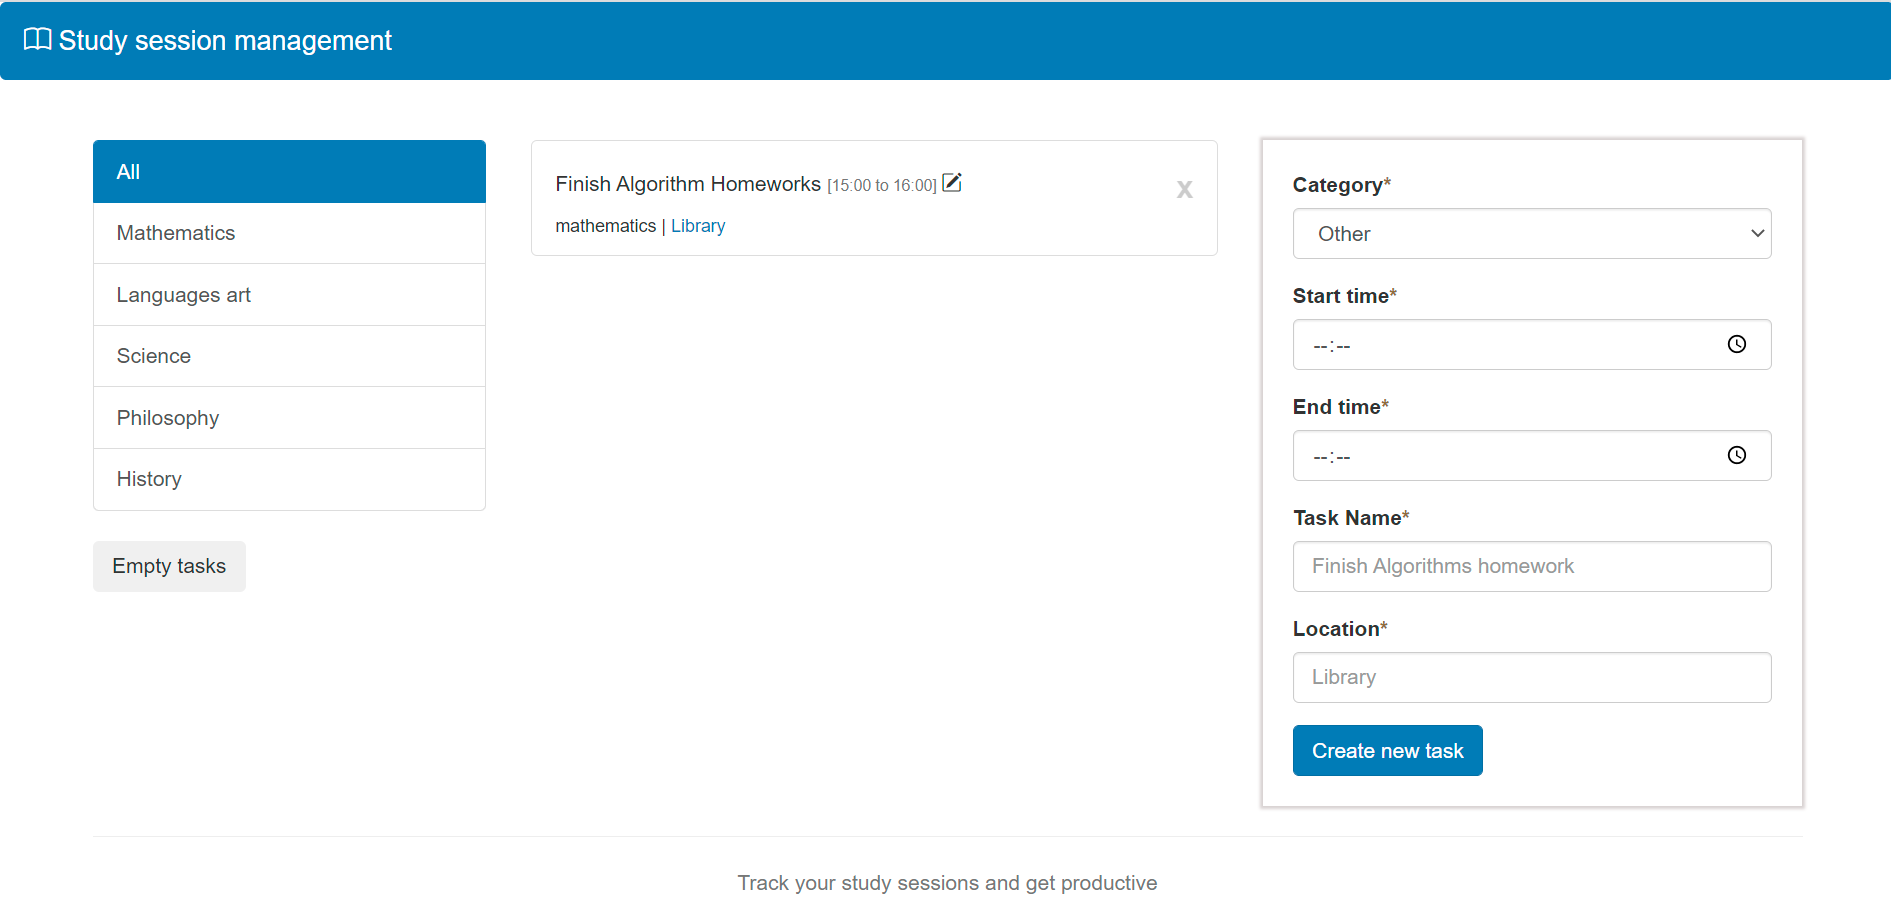 Study session management
All
Mathematics
Languages art
Science
Philosophy
History
Empty tasks
Finish Algorithm Homeworks [15:00 to 16:00]
x
mathematics | Library
Category*
Other
Start time*
--:--
End time*
--:--
Task Name*
Finish Algorithms homework
Location*
Library
Create new task
Track your study sessions and get productive